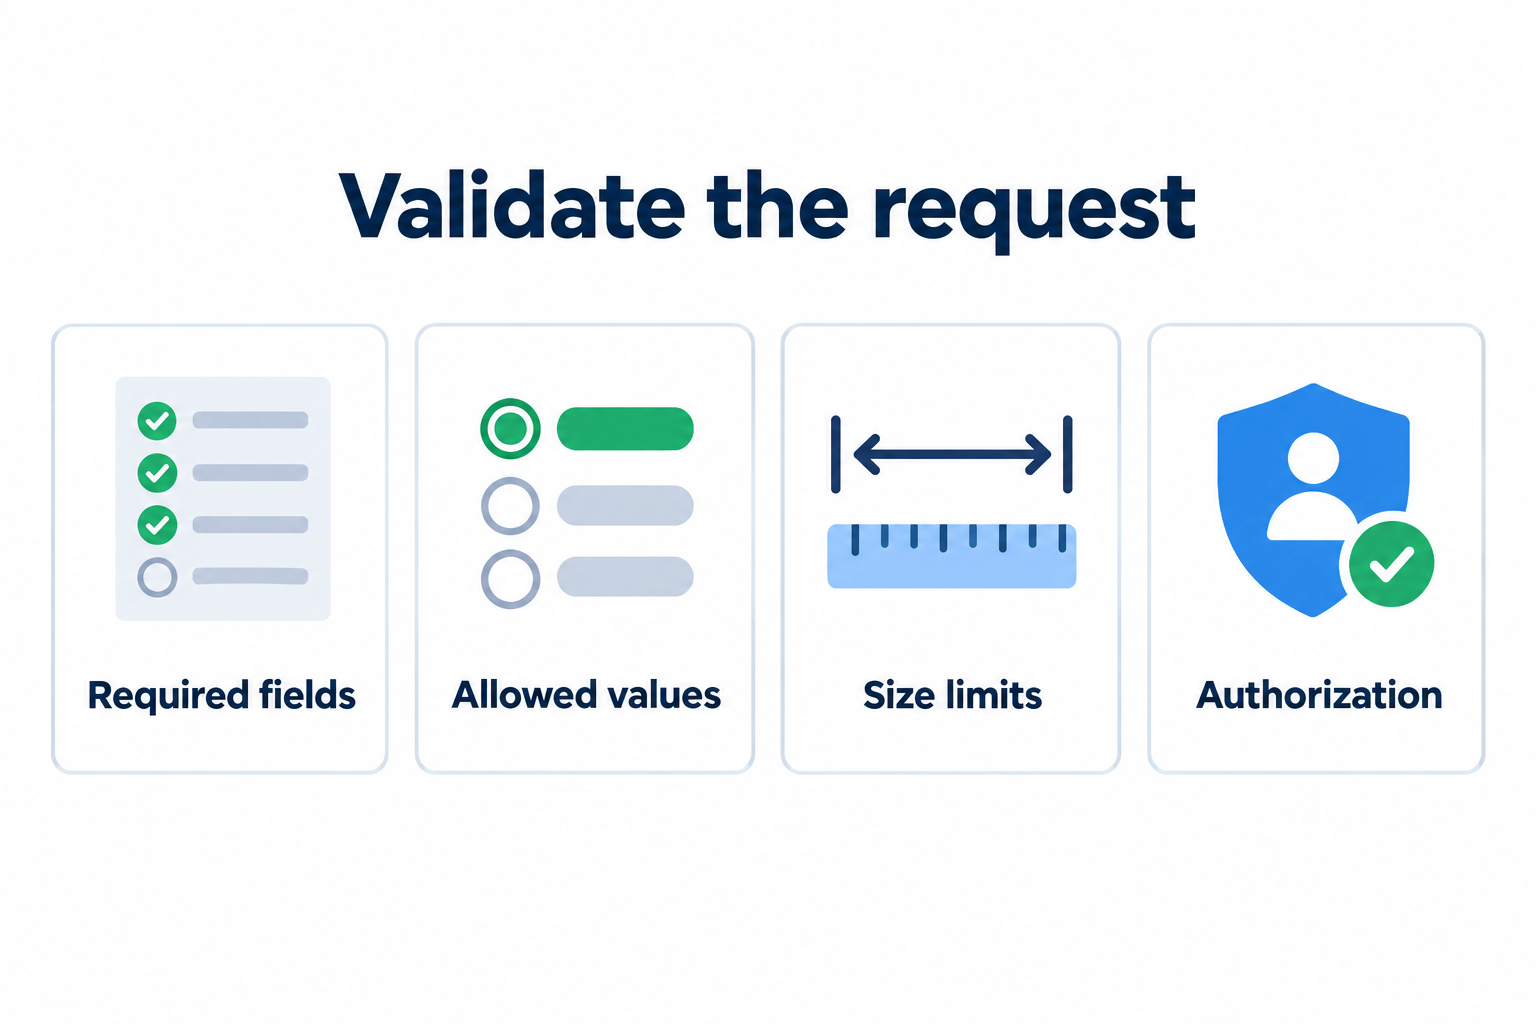 Validate the request
Required fields
Allowed values
Size limits
Authorization